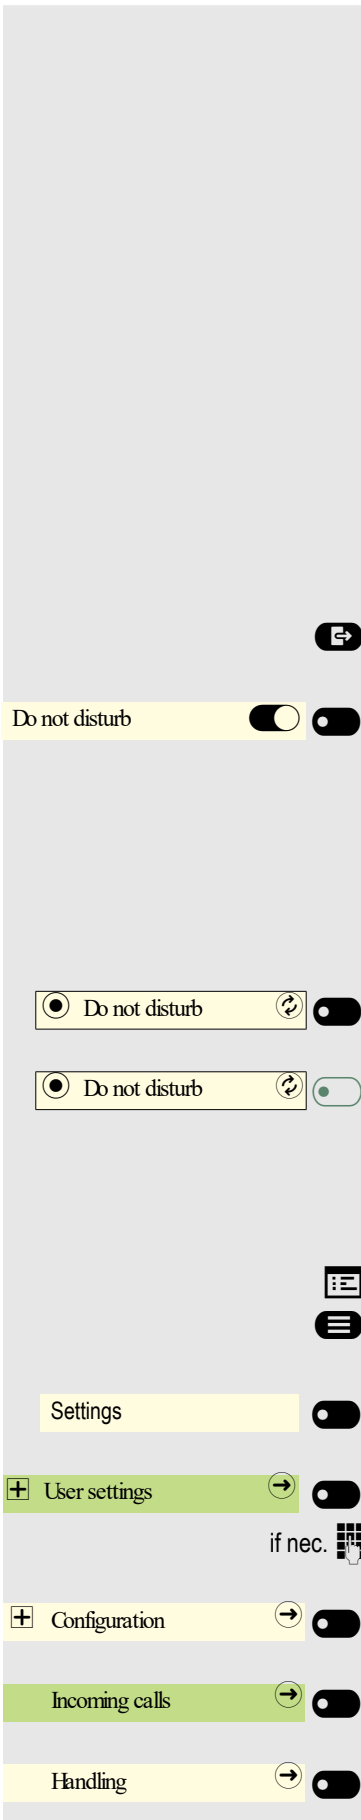 Do not disturb
Do not disturb
Do not disturb
Settings
User settings
if nec.
Configuration
Incoming calls
Handling